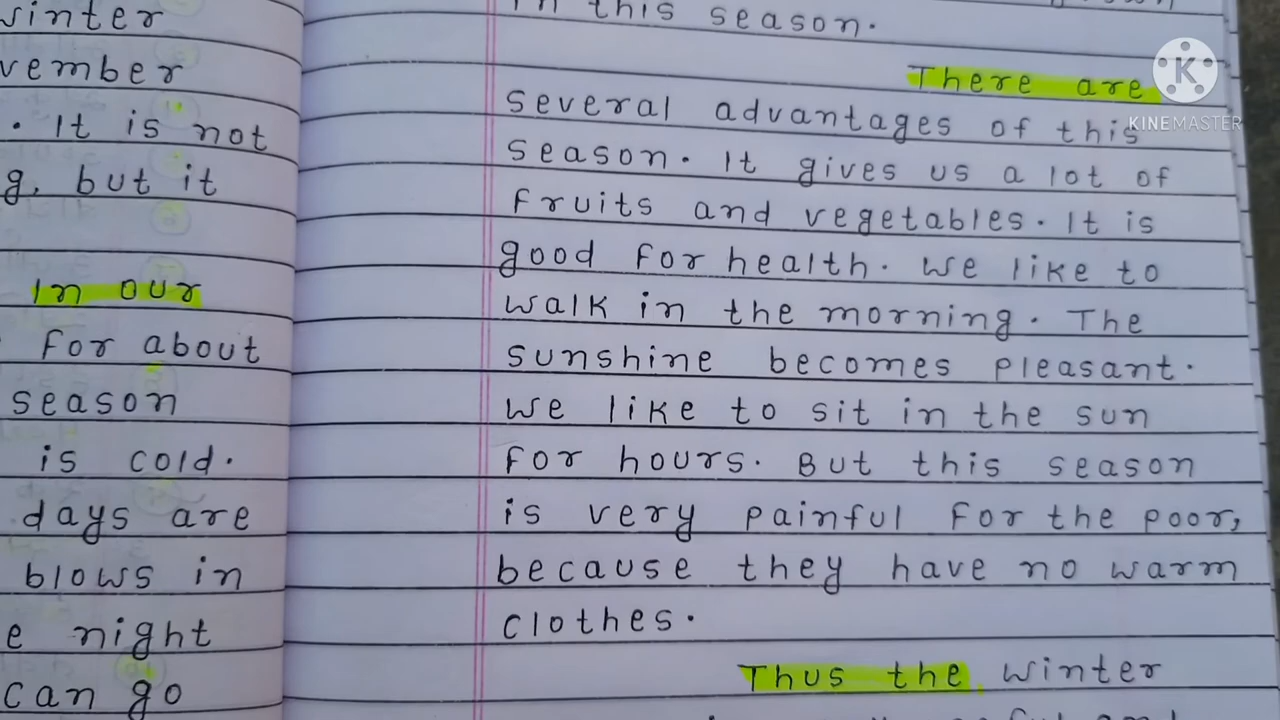 winter
vember
. It is not
g, but it
In our
for about
season
is cold.
days are
blows in
e night
can go
in this season.
There are
several advantages of this
season. It gives us a lot of
fruits and vegetables. It is
good for health. We like to
walk in the morning. The
sunshine becomes pleasant.
We like to sit in the sun
for hours. But this season
is very painful for the poor,
because they have no warm
clothes.
Thus the winter
K
KINEMASTER